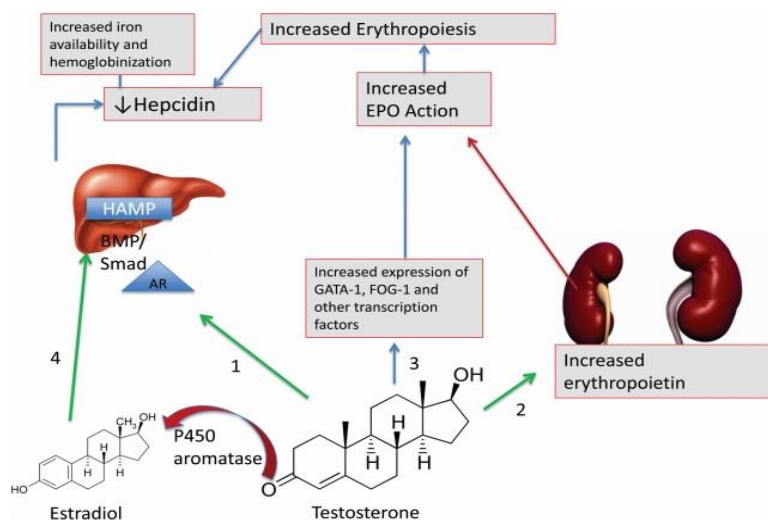 Increased iron
availability and
hemoglobinization
Increased Erythropoiesis
↓ Hepcidin
Increased
EPO Action
HAMP
BMP/
Smad
AR
Increased expression of
GATA-1, FOG-1 and
other transcription
factors
Increased
erythropoietin
4
1
3
2
P450
aromatase
CH₃
OH
H
H
H
HO
Estradiol
OH
H
H
H
O
Testosterone